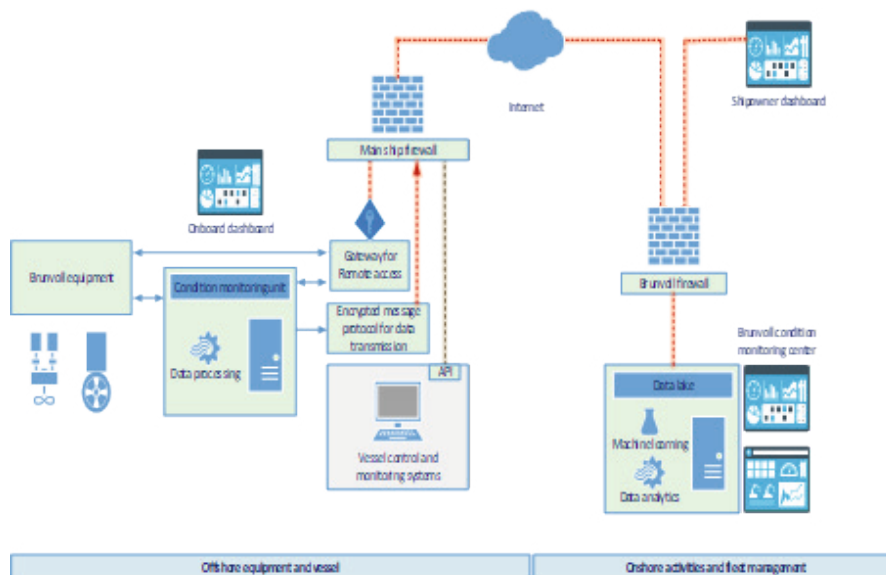 Internet
Shipowner dashboard
Main ship firewall
Onboard dashboard
Gateway for
Remote access
Brunvoll equipment
Condition monitoring unit
Brunvoll firewall
Encrypted message
protocol for data
transmission
Data processing
API
Vessel control and
monitoring systems
Brunvoll condition
monitoring center
Data lake
Machine learning
Data analytics
Offshore equipment and vessel
Onshore activities and fleet management